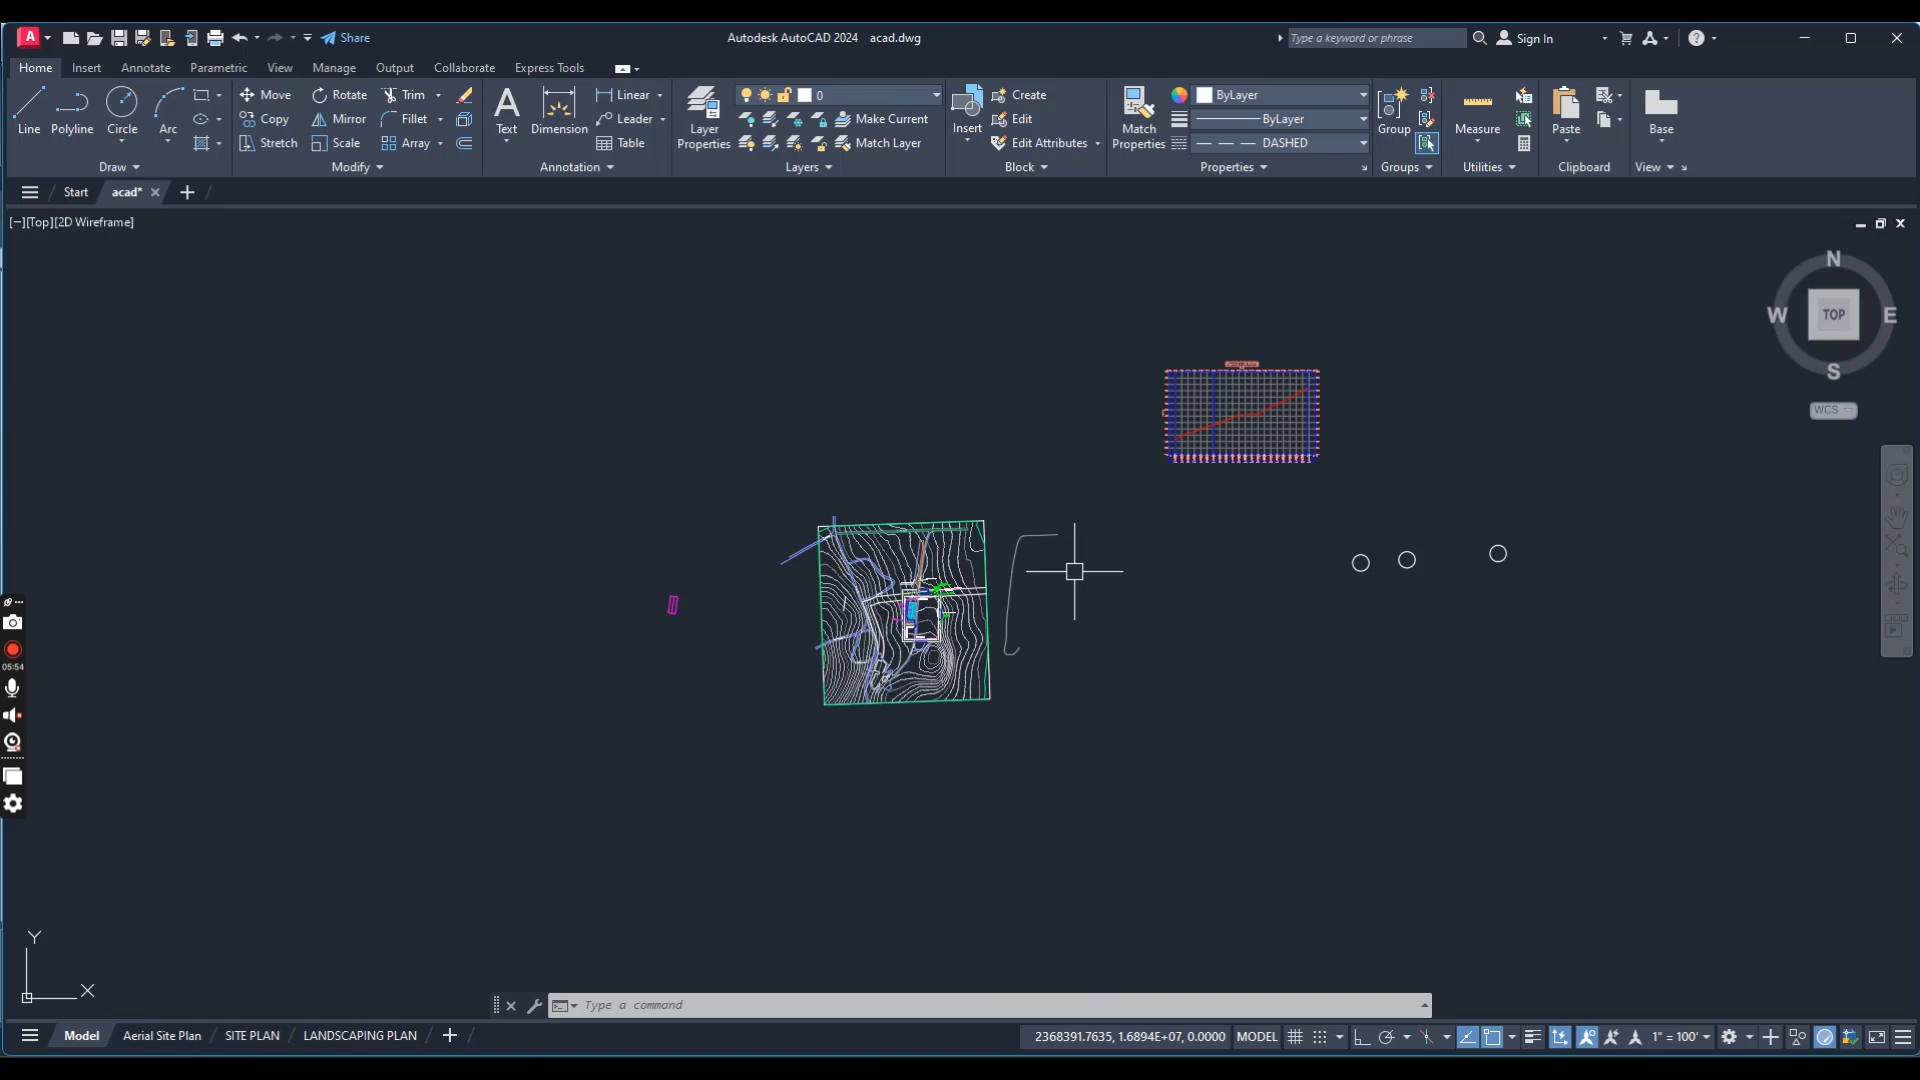 A Share Autodesk AutoCAD 2024 acad.dwg Type a keyword or phrase Sign In
Home Insert Annotate Parametric View Manage Output Collaborate Express Tools
Line Polyline Circle Arc
Move Rotate Trim
Copy Mirror Fillet
Stretch Scale Array
Text Dimension
Linear
Leader
Table
Layer Properties
0
Make Current
Match Layer
Insert
Create
Edit
Edit Attributes
Match Properties
ByLayer
ByLayer
DASHED
Group
Measure
Paste
Base
Draw Modify Annotation Layers Block Properties Groups Utilities Clipboard View
Start acad*
[−][Top][2D Wireframe]
N
W TOP E
S
WCS
05:54
Y
X
Type a command
Model Aerial Site Plan SITE PLAN LANDSCAPING PLAN
2368391.7635, 1.6894E+07, 0.0000 MODEL 1" = 100'